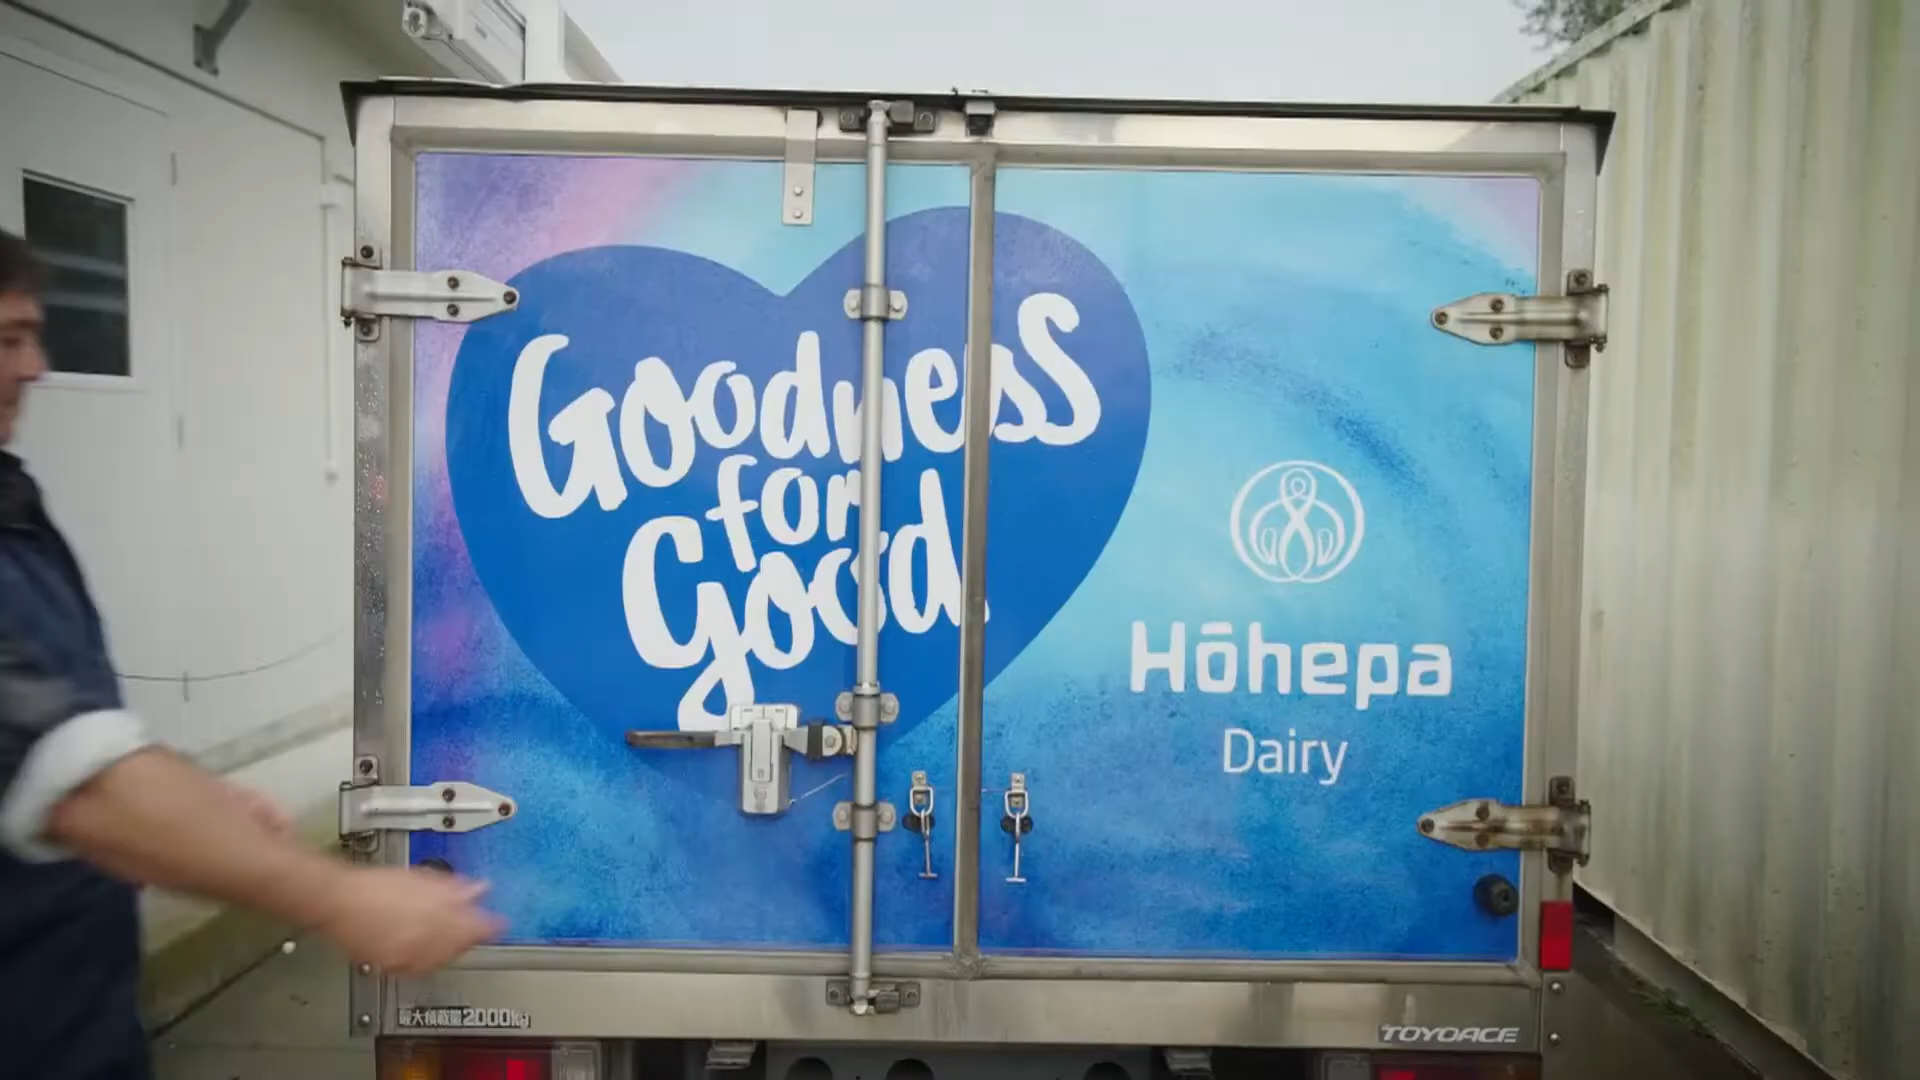 Goodness
for
Good
Hōhepa
Dairy
最大積載量2000kg
TOYOACE